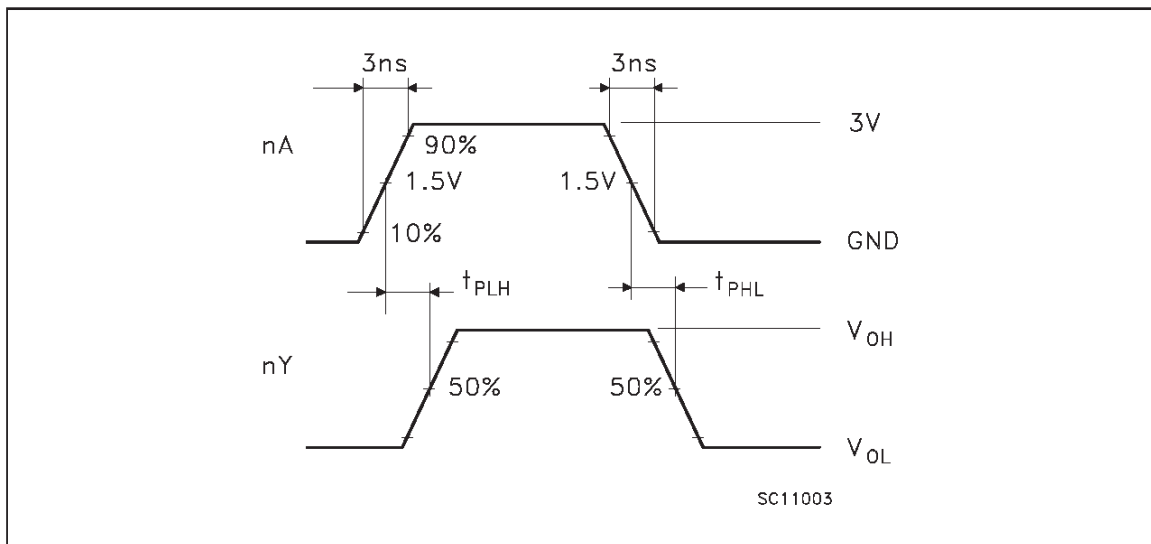 3ns 3ns
nA 3V
90%
1.5V 1.5V
10% GND
tPLH tPHL
nY VOH
50% 50%
VOL
SC11003